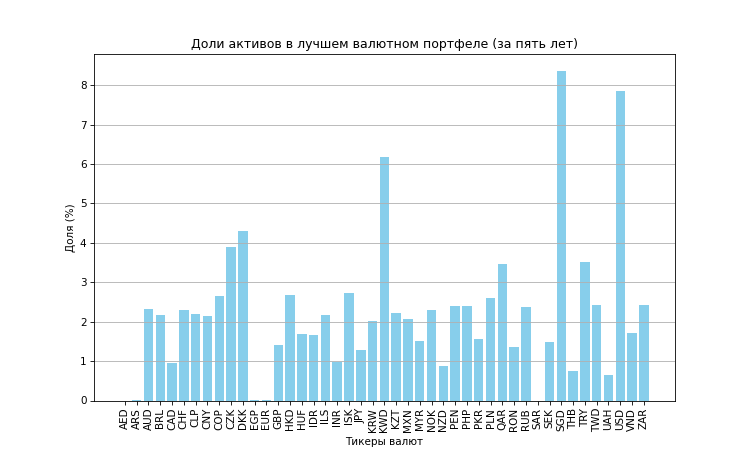 Доли активов в лучшем валютном портфеле (за пять лет)
Доля (%)
8
7
6
5
4
3
2
1
0
AED ARS AUD BRL CAD CHF CLP CNY COP CZK DKK EGP EUR GBP HKD HUF IDR ILS INR ISK JPY KRW KWD KZT MXN MYR NOK NZD PEN PHP PKR PLN QAR RON RUB SAR SEK SGD THB TRY TWD UAH USD VND ZAR
Тикеры валют